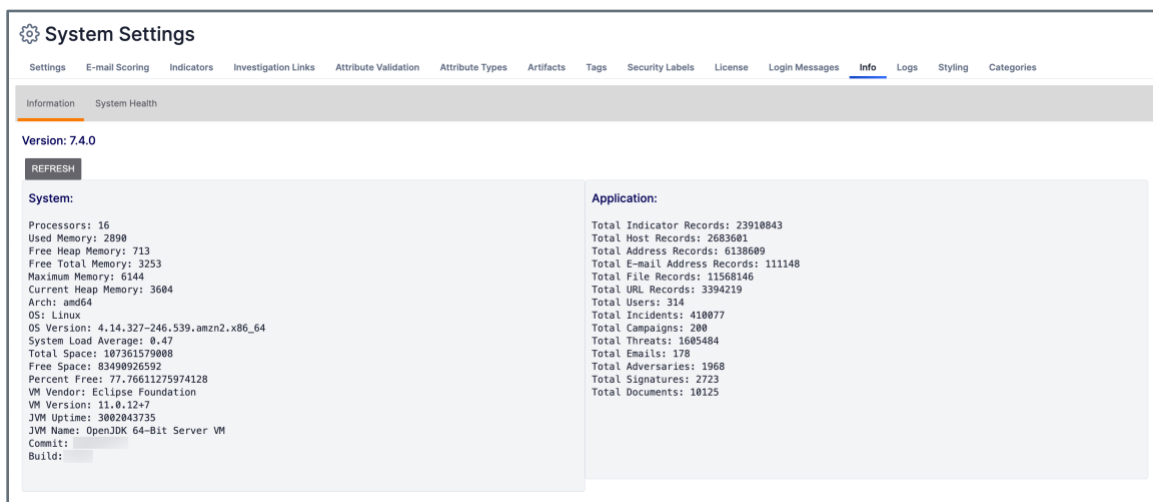 System Settings
Settings E-mail Scoring Indicators Investigation Links Attribute Validation Attribute Types Artifacts Tags Security Labels License Login Messages Info Logs Styling Categories
Information System Health
Version: 7.4.0
REFRESH
System:
Processors: 16
Used Memory: 2890
Free Heap Memory: 713
Free Total Memory: 3253
Maximum Memory: 6144
Current Heap Memory: 3604
Arch: amd64
OS: Linux
OS Version: 4.14.327-246.539.amzn2.x86_64
System Load Average: 0.47
Total Space: 107361579008
Free Space: 83490926592
Percent Free: 77.76611275974128
VM Vendor: Eclipse Foundation
VM Version: 11.0.12+7
JVM Uptime: 3002043735
JVM Name: OpenJDK 64-Bit Server VM
Commit:
Build:
Application:
Total Indicator Records: 23910843
Total Host Records: 2683601
Total Address Records: 6138609
Total E-mail Address Records: 111148
Total File Records: 11568146
Total URL Records: 3394219
Total Users: 314
Total Incidents: 410077
Total Campaigns: 200
Total Threats: 1605484
Total Emails: 178
Total Adversaries: 1968
Total Signatures: 2723
Total Documents: 10125